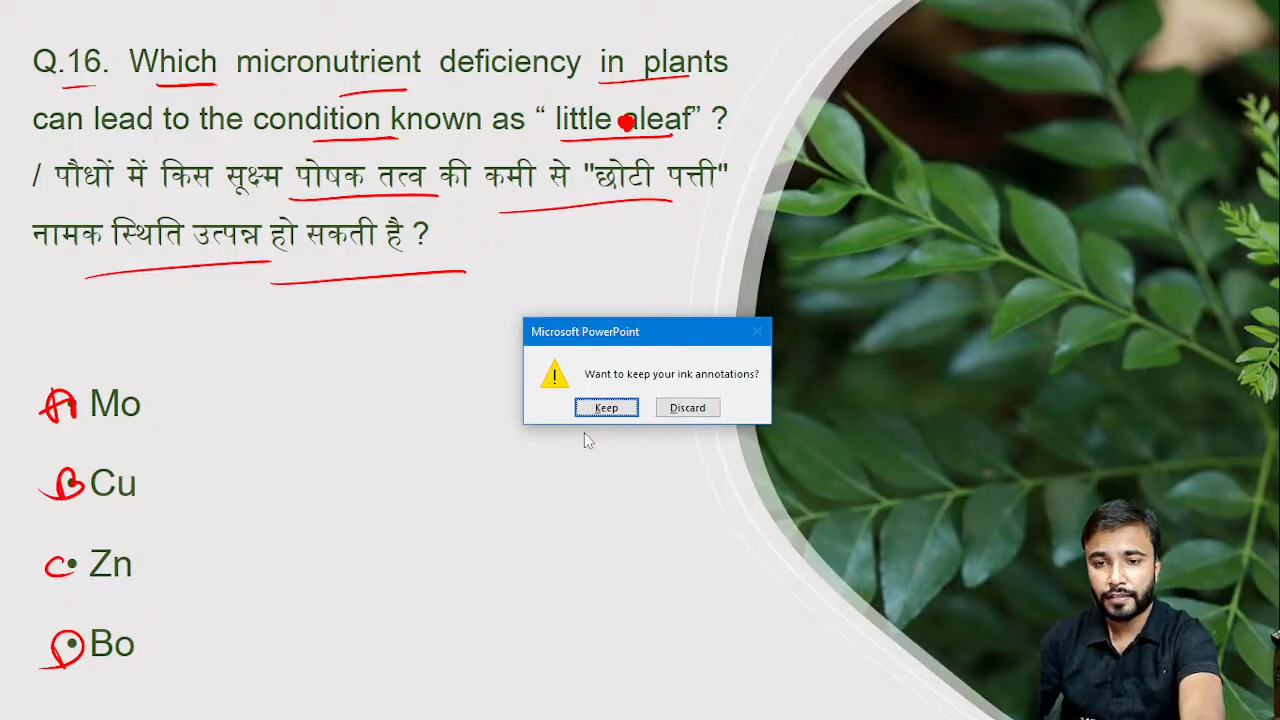 Q.16. Which micronutrient deficiency in plants
can lead to the condition known as “ little aleaf” ?
/ पौधों में किस सूक्ष्म पोषक तत्व की कमी से "छोटी पत्ती"
नामक स्थिति उत्पन्न हो सकती है ?
Microsoft PowerPoint
Want to keep your ink annotations?
Keep Discard
A • Mo
B • Cu
C • Zn
D • Bo